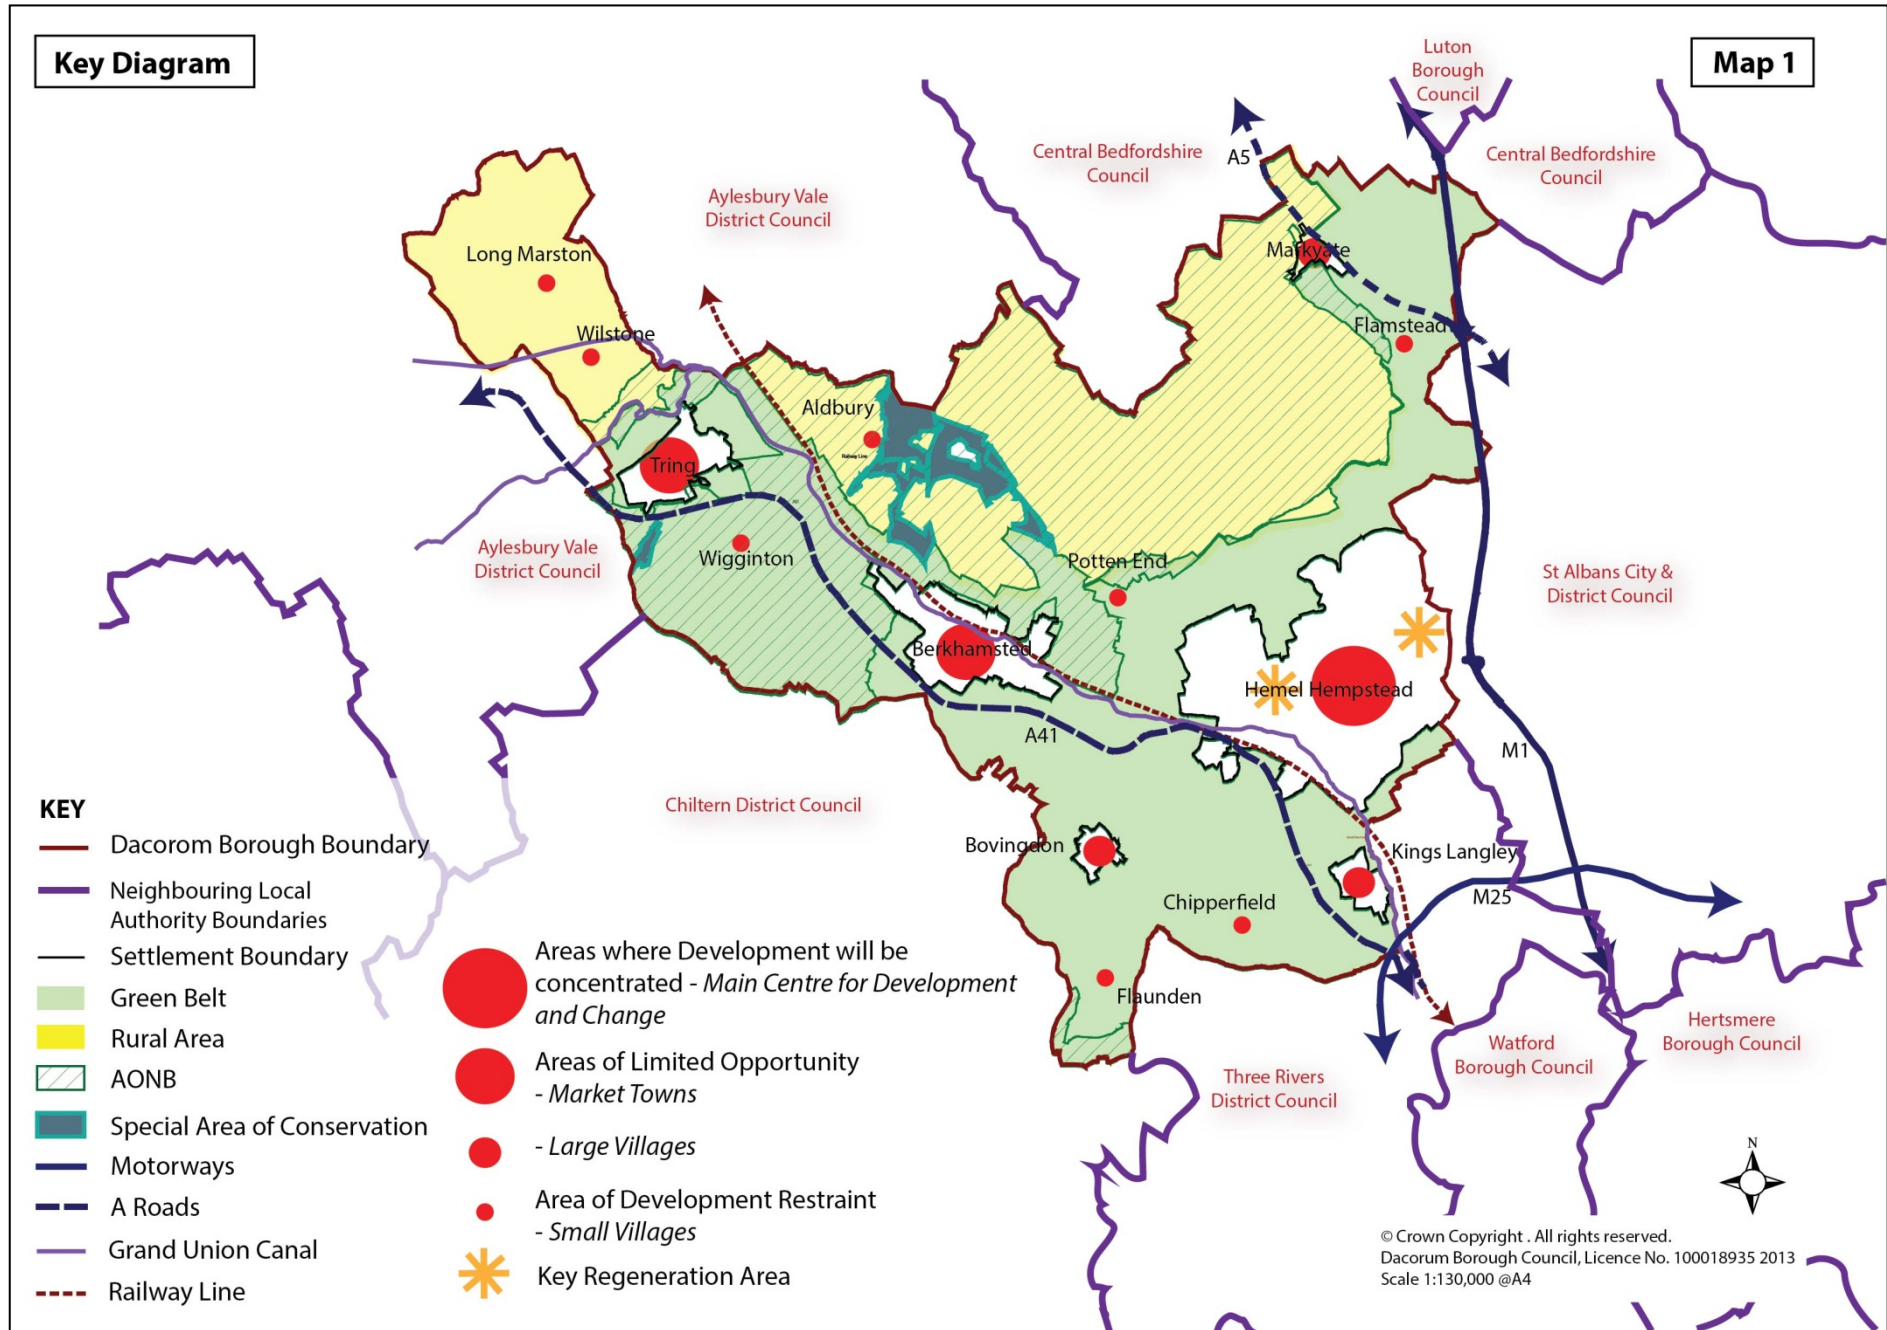 Key Diagram
Map 1
Luton
Borough
Council
Central Bedfordshire
Council
A5
Central Bedfordshire
Council
Aylesbury Vale
District Council
Long Marston
Markyate
Wilstone
Flamstead
Aldbury
Railway Line
Tring
Aylesbury Vale
District Council
Wigginton
Potten End
St Albans City &
District Council
Berkhamsted
Hemel Hempstead
A41
M1
Chiltern District Council
Bovingdon
Kings Langley
M25
Chipperfield
Flaunden
Three Rivers
District Council
Watford
Borough Council
Hertsmere
Borough Council
KEY
Dacorom Borough Boundary
Neighbouring Local
Authority Boundaries
Settlement Boundary
Green Belt
Rural Area
AONB
Special Area of Conservation
Motorways
A Roads
Grand Union Canal
Railway Line
Areas where Development will be
concentrated - Main Centre for Development
and Change
Areas of Limited Opportunity
- Market Towns
- Large Villages
Area of Development Restraint
- Small Villages
Key Regeneration Area
N
© Crown Copyright . All rights reserved.
Dacorum Borough Council, Licence No. 100018935 2013
Scale 1:130,000 @A4